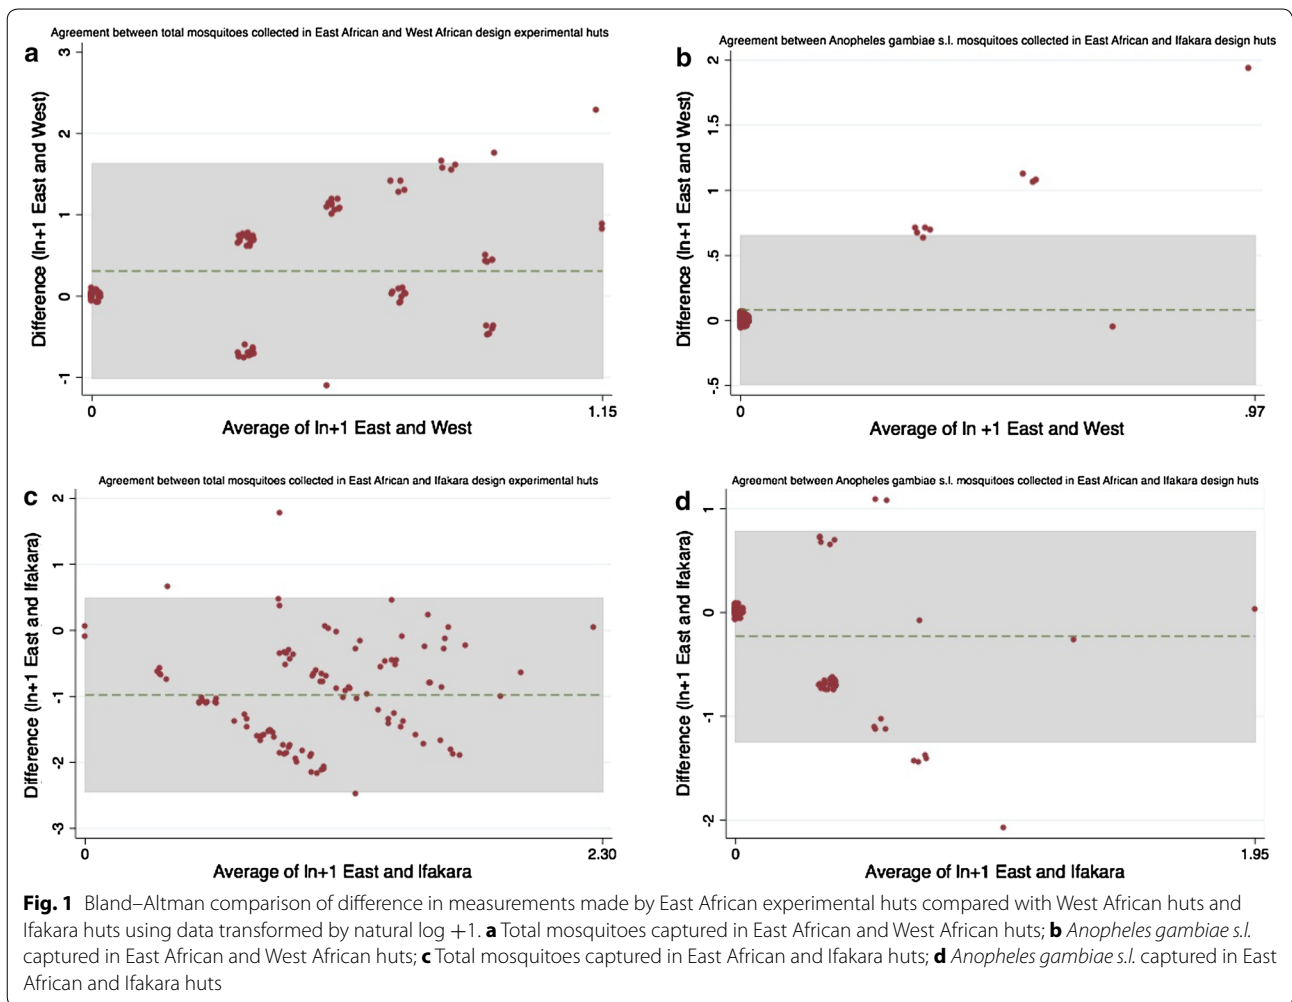 a
Agreement between total mosquitoes collected in East African and West African design experimental huts
3
2
1
0
-1
Difference (ln+1 East and West)
0
1.15
Average of ln+1 East and West
b
Agreement between Anopheles gambiae s.l. mosquitoes collected in East African and Ifakara design huts
2
1.5
1
.5
0
-.5
Difference (ln+1 East and West)
0
.97
Average of ln +1 East and West
c
Agreement between total mosquitoes collected in East African and Ifakara design experimental huts
2
1
0
-1
-2
-3
Difference (ln+1 East and Ifakara)
0
2.30
Average of ln+1 East and Ifakara
d
Agreement between Anopheles gambiae s.l. mosquitoes collected in East African and Ifakara design huts
1
0
-1
-2
Difference (ln+1 East and Ifakara)
0
1.95
Average of ln+1 East and Ifakara
Fig. 1 Bland–Altman comparison of difference in measurements made by East African experimental huts compared with West African huts and
Ifakara huts using data transformed by natural log +1. a Total mosquitoes captured in East African and West African huts; b Anopheles gambiae s.l.
captured in East African and West African huts; c Total mosquitoes captured in East African and Ifakara huts; d Anopheles gambiae s.l. captured in East
African and Ifakara huts